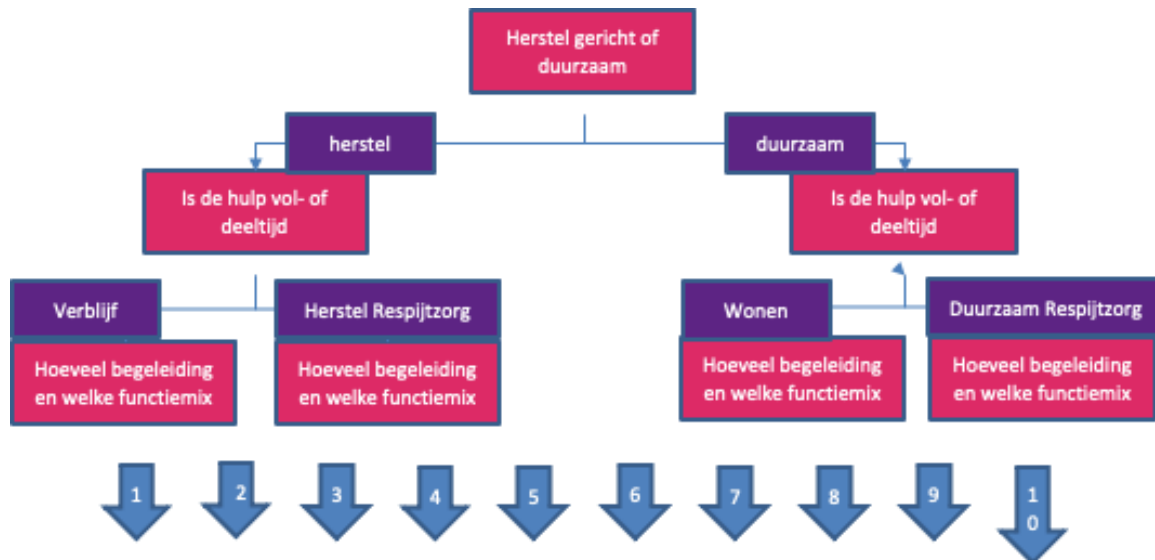 Herstel gericht of
duurzaam
herstel
duurzaam
Is de hulp vol- of
deeltijd
Is de hulp vol- of
deeltijd
Verblijf
Herstel Respijtzorg
Wonen
Duurzaam Respijtzorg
Hoeveel begeleiding
en welke functiemix
Hoeveel begeleiding
en welke functiemix
Hoeveel begeleiding
en welke functiemix
Hoeveel begeleiding
en welke functiemix
1
2
3
4
5
6
7
8
9
10